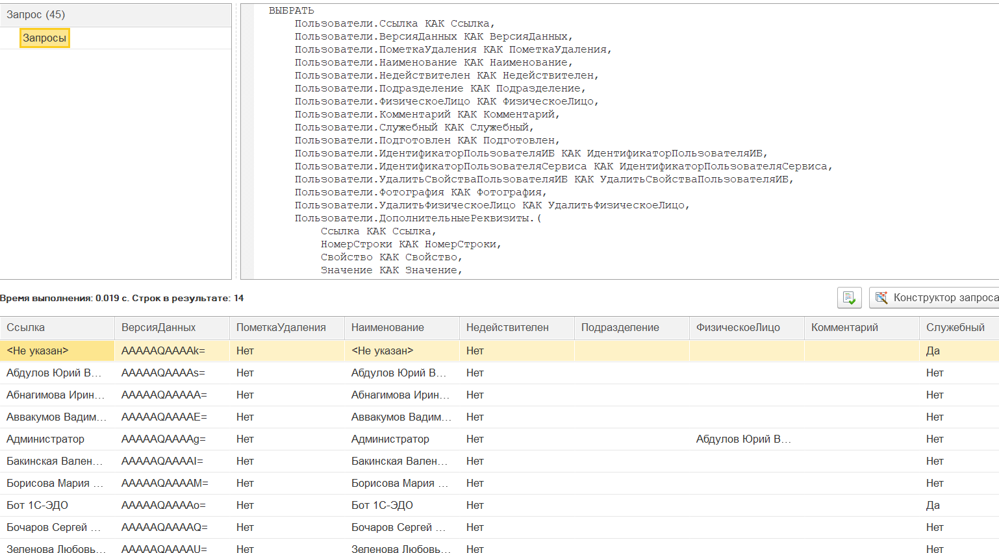 Запрос (45)
Запросы
ВЫБРАТЬ
Пользователи.Ссылка КАК Ссылка,
Пользователи.ВерсияДанных КАК ВерсияДанных,
Пользователи.ПометкаУдаления КАК ПометкаУдаления,
Пользователи.Наименование КАК Наименование,
Пользователи.Недействителен КАК Недействителен,
Пользователи.Подразделение КАК Подразделение,
Пользователи.ФизическоеЛицо КАК ФизическоеЛицо,
Пользователи.Комментарий КАК Комментарий,
Пользователи.Служебный КАК Служебный,
Пользователи.Подготовлен КАК Подготовлен,
Пользователи.ИдентификаторПользователяИБ КАК ИдентификаторПользователяИБ,
Пользователи.ИдентификаторПользователяСервиса КАК ИдентификаторПользователяСервиса,
Пользователи.УдалитьСвойстваПользователяИБ КАК УдалитьСвойстваПользователяИБ,
Пользователи.Фотография КАК Фотография,
Пользователи.УдалитьФизическоеЛицо КАК УдалитьФизическоеЛицо,
Пользователи.ДополнительныеРеквизиты.(
Ссылка КАК Ссылка,
НомерСтроки КАК НомерСтроки,
Свойство КАК Свойство,
Значение КАК Значение,
Время выполнения: 0.019 с. Строк в результате: 14
Конструктор запроса
Ссылка ВерсияДанных ПометкаУдаления Наименование Недействителен Подразделение ФизическоеЛицо Комментарий Служебный
<Не указан> AAAAAQAAAAk= Нет <Не указан> Нет Да
Абдулов Юрий В... AAAAAQAAAAs= Нет Абдулов Юрий В... Нет Нет
Абнагимова Ирин... AAAAAQAAAAA= Нет Абнагимова Ирин... Нет Нет
Аввакумов Вадим... AAAAAQAAAAE= Нет Аввакумов Вадим... Нет Нет
Администратор AAAAAQAAAAg= Нет Администратор Нет Абдулов Юрий В... Нет
Бакинская Вален... AAAAAQAAAAI= Нет Бакинская Вален... Нет Нет
Борисова Мария ... AAAAAQAAAAM= Нет Борисова Мария ... Нет Нет
Бот 1С-ЭДО AAAAAQAAAAo= Нет Бот 1С-ЭДО Нет Да
Бочаров Сергей ... AAAAAQAAAAQ= Нет Бочаров Сергей ... Нет Нет
Зеленова Любовь... AAAAAQAAAAU= Нет Зеленова Любовь... Нет Нет